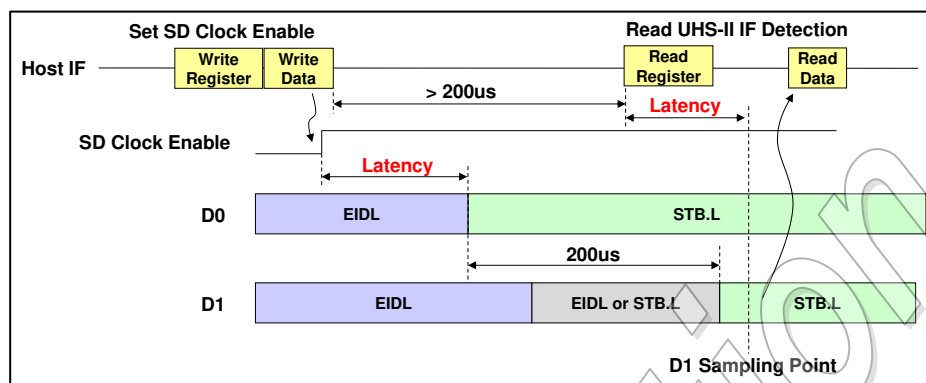 Set SD Clock Enable
Read UHS-II IF Detection
Host IF
Write Register
Write Data
Read Register
Read Data
> 200us
Latency
SD Clock Enable
Latency
D0
EIDL
STB.L
200us
D1
EIDL
EIDL or STB.L
STB.L
D1 Sampling Point